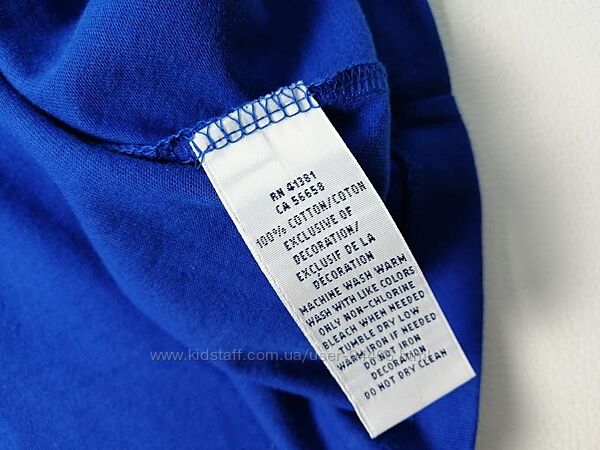 RN 41381
CA 56658
100% COTTON/COTON
EXCLUSIVE OF
DECORATION/
EXCLUSIF DE LA
DÉCORATION
MACHINE WASH WARM
WASH WITH LIKE COLORS
ONLY NON-CHLORINE
BLEACH WHEN NEEDED
TUMBLE DRY LOW
WARM IRON IF NEEDED
DO NOT IRON
DECORATION
DO NOT DRY CLEAN
www.kidstaff.com.ua/user-